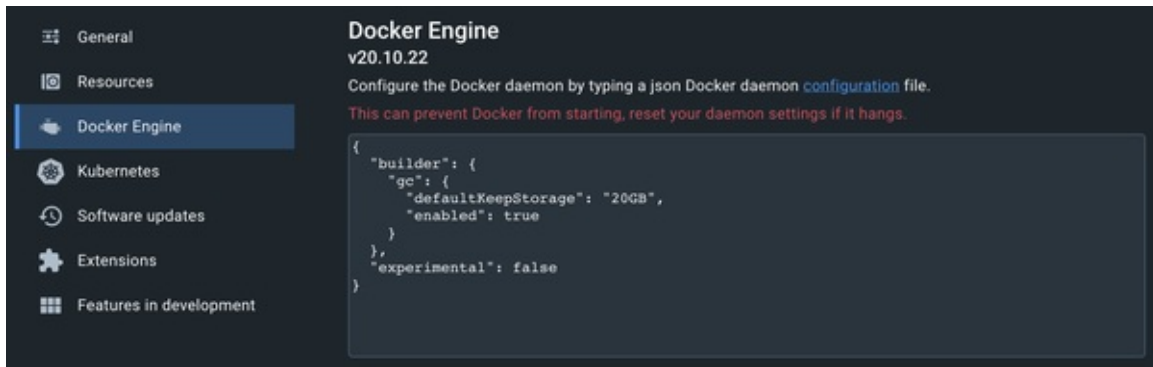 General
Resources
Docker Engine
Kubernetes
Software updates
Extensions
Features in development
Docker Engine
v20.10.22
Configure the Docker daemon by typing a json Docker daemon configuration file.
This can prevent Docker from starting, reset your daemon settings if it hangs.
{
  "builder": {
    "gc": {
      "defaultKeepStorage": "20GB",
      "enabled": true
    }
  },
  "experimental": false
}